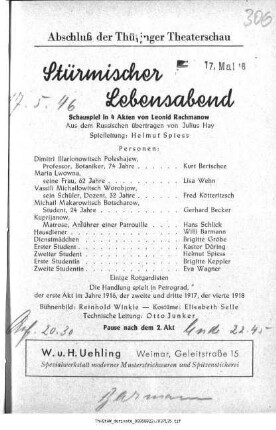 306
Abschluß der Thüringer Theaterschau
17. Mai 46
Stürmischer
17. 5. 46
Lebensabend
Schauspiel in 4 Akten von Leonid Rachmanow
Aus dem Russischen übertragen von Julius Hay
Spielleitung: Helmut Spiess
Personen:
Dimitri Illarionowitsch Poleshajew,
Professor, Botaniker, 74 Jahre Kurt Bertschee
Marta Lwowna,
seine Frau, 62 Jahre Lisa Wehn
Vassili Michailowitsch Worobjow,
sein Schüler, Dozent, 32 Jahre Fred Kötteritzsch
Michail Makarowitsch Botscharow,
Student, 24 Jahre Gerhard Becker
Kuprijanow,
Matrose, Anführer einer Patrouille Hans Schlick
Hausdiener Willi Bermann
Dienstmädchen Brigitte Gröbe
Erster Student Kastor Döring
Zweiter Student Helmut Spiess
Erste Studentin Brigitte Keppler
Zweite Studentin Eva Wagner
Einige Rotgardisten
Die Handlung spielt in Petrograd,
der erste Akt im Jahre 1916, der zweite und dritte 1917, der vierte 1918
Bühnenbild: Reinhold Winkle — Kostüme: Elisabeth Selle
Technische Leitung: Otto Junker
Anf. 20.30 Pause nach dem 2. Akt Ende 22.45
W. u. H. Uehling Weimar, Geleitstraße 15
Spezialwerkstatt moderner Musterstrickwaren und Spitzenstickerei